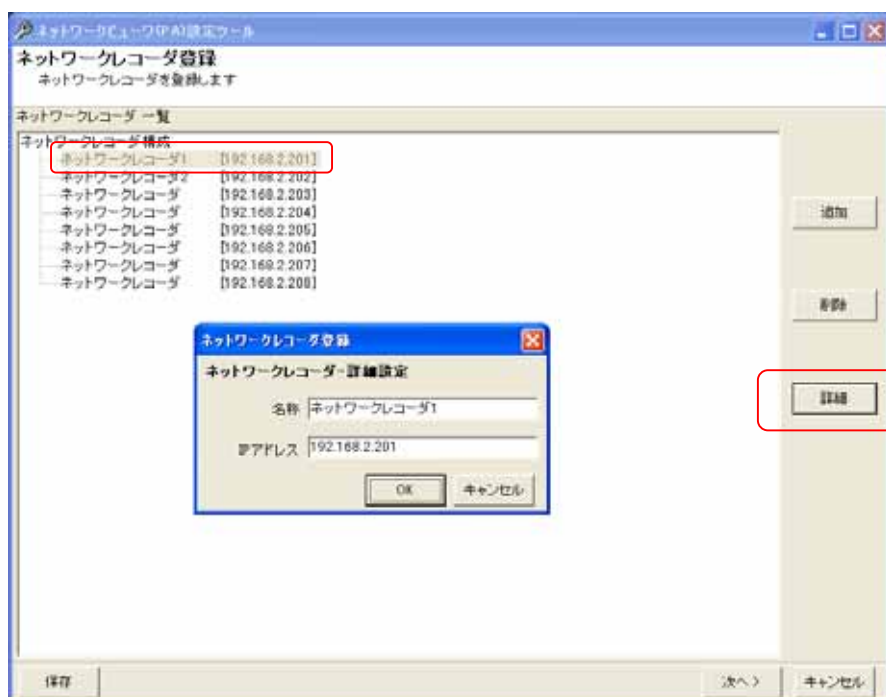 ネットワークビューワ(PA)設定ツール
ネットワークレコーダ登録
ネットワークレコーダを登録します
ネットワークレコーダ 一覧
ネットワークレコーダ構成
ネットワークレコーダ1 [192.168.2.201]
ネットワークレコーダ2 [192.168.2.202]
ネットワークレコーダ [192.168.2.203]
ネットワークレコーダ [192.168.2.204]
ネットワークレコーダ [192.168.2.205]
ネットワークレコーダ [192.168.2.206]
ネットワークレコーダ [192.168.2.207]
ネットワークレコーダ [192.168.2.208]
追加
削除
詳細
ネットワークレコーダ登録
ネットワークレコーダ-詳細設定
名称 ネットワークレコーダ1
IPアドレス 192.168.2.201
OK キャンセル
保存 次へ > キャンセル